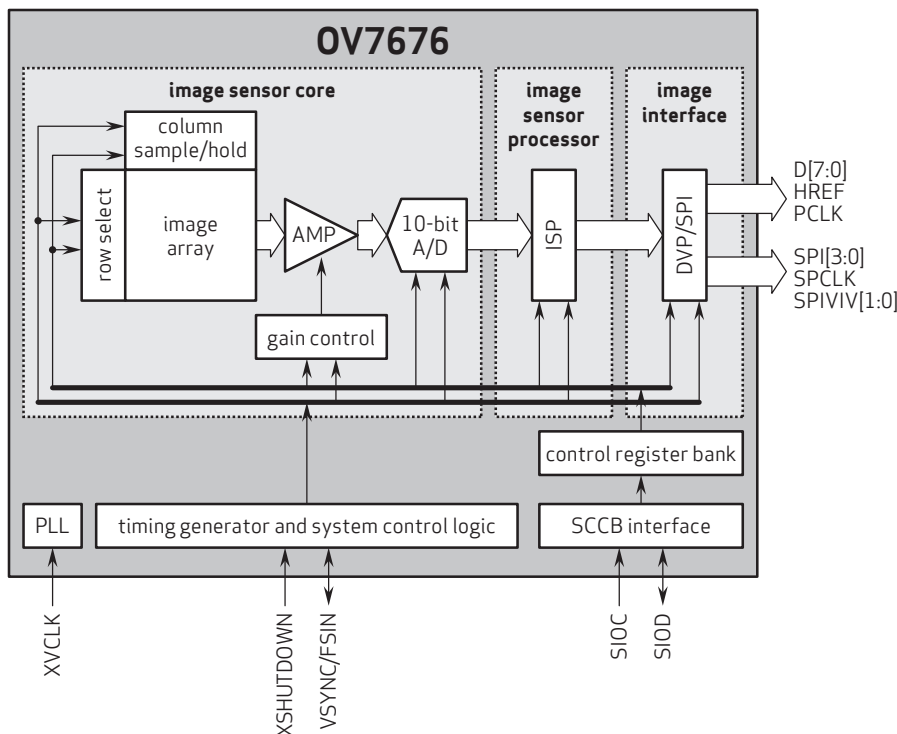 OV7676
image sensor core
image
sensor
processor
image
interface
column
sample/hold
row select
image
array
AMP
10-bit
A/D
ISP
DVP/SPI
D[7:0]
HREF
PCLK
SPI[3:0]
SPCLK
SPIVIV[1:0]
gain control
control register bank
PLL
timing generator and system control logic
SCCB interface
XVCLK
XSHUTDOWN
VSYNC/FSIN
SIOC
SIOD